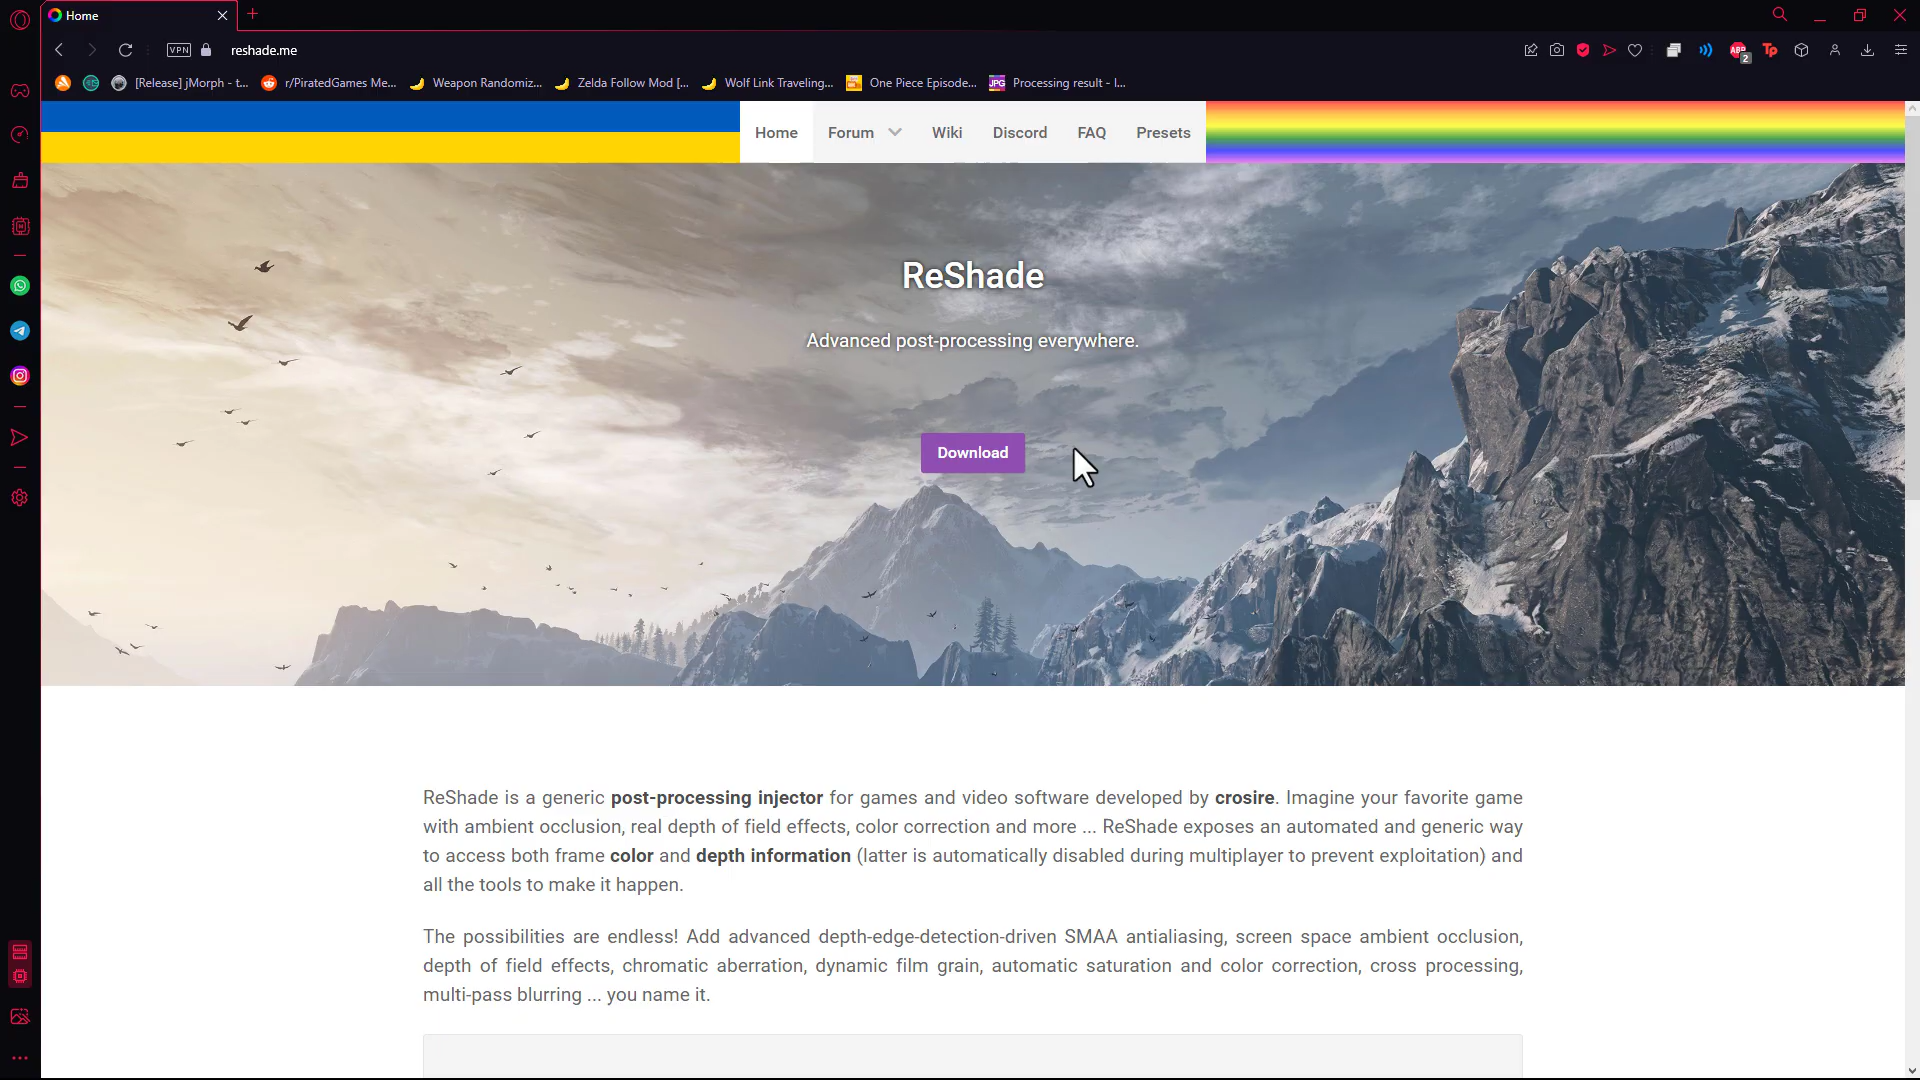 Home
VPN
reshade.me
ABP
2
Tp
[Release] jMorph - t...
r/PiratedGames Me...
Weapon Randomiz...
Zelda Follow Mod [...
Wolf Link Traveling...
One Piece Episode...
JPG
Processing result - I...
Home
Forum
Wiki
Discord
FAQ
Presets
ReShade
Advanced post-processing everywhere.
Download
ReShade is a generic post-processing injector for games and video software developed by crosire. Imagine your favorite game
with ambient occlusion, real depth of field effects, color correction and more ... ReShade exposes an automated and generic way
to access both frame color and depth information (latter is automatically disabled during multiplayer to prevent exploitation) and
all the tools to make it happen.
The possibilities are endless! Add advanced depth-edge-detection-driven SMAA antialiasing, screen space ambient occlusion,
depth of field effects, chromatic aberration, dynamic film grain, automatic saturation and color correction, cross processing,
multi-pass blurring ... you name it.